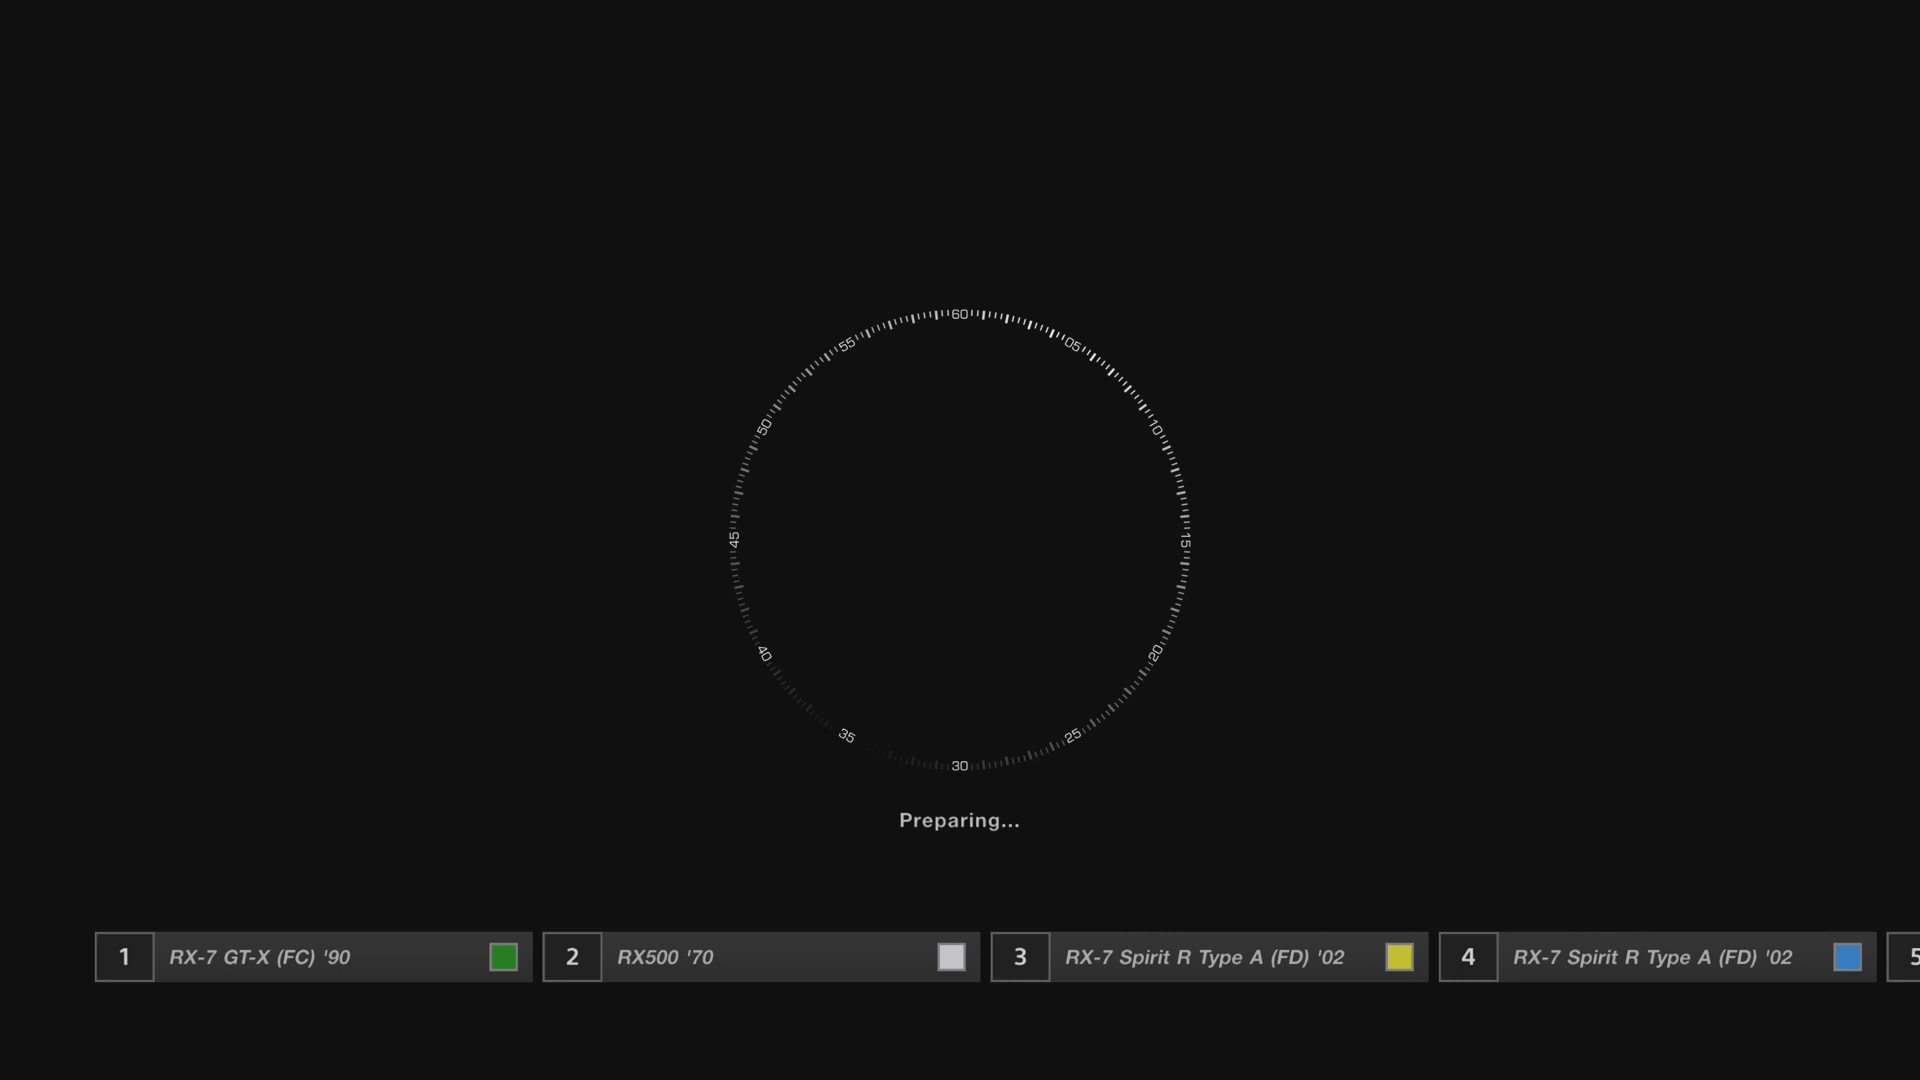 60
55
05
50
10
45
15
40
20
35
25
30
Preparing...
1 RX-7 GT-X (FC) '90
2 RX500 '70
3 RX-7 Spirit R Type A (FD) '02
4 RX-7 Spirit R Type A (FD) '02
5